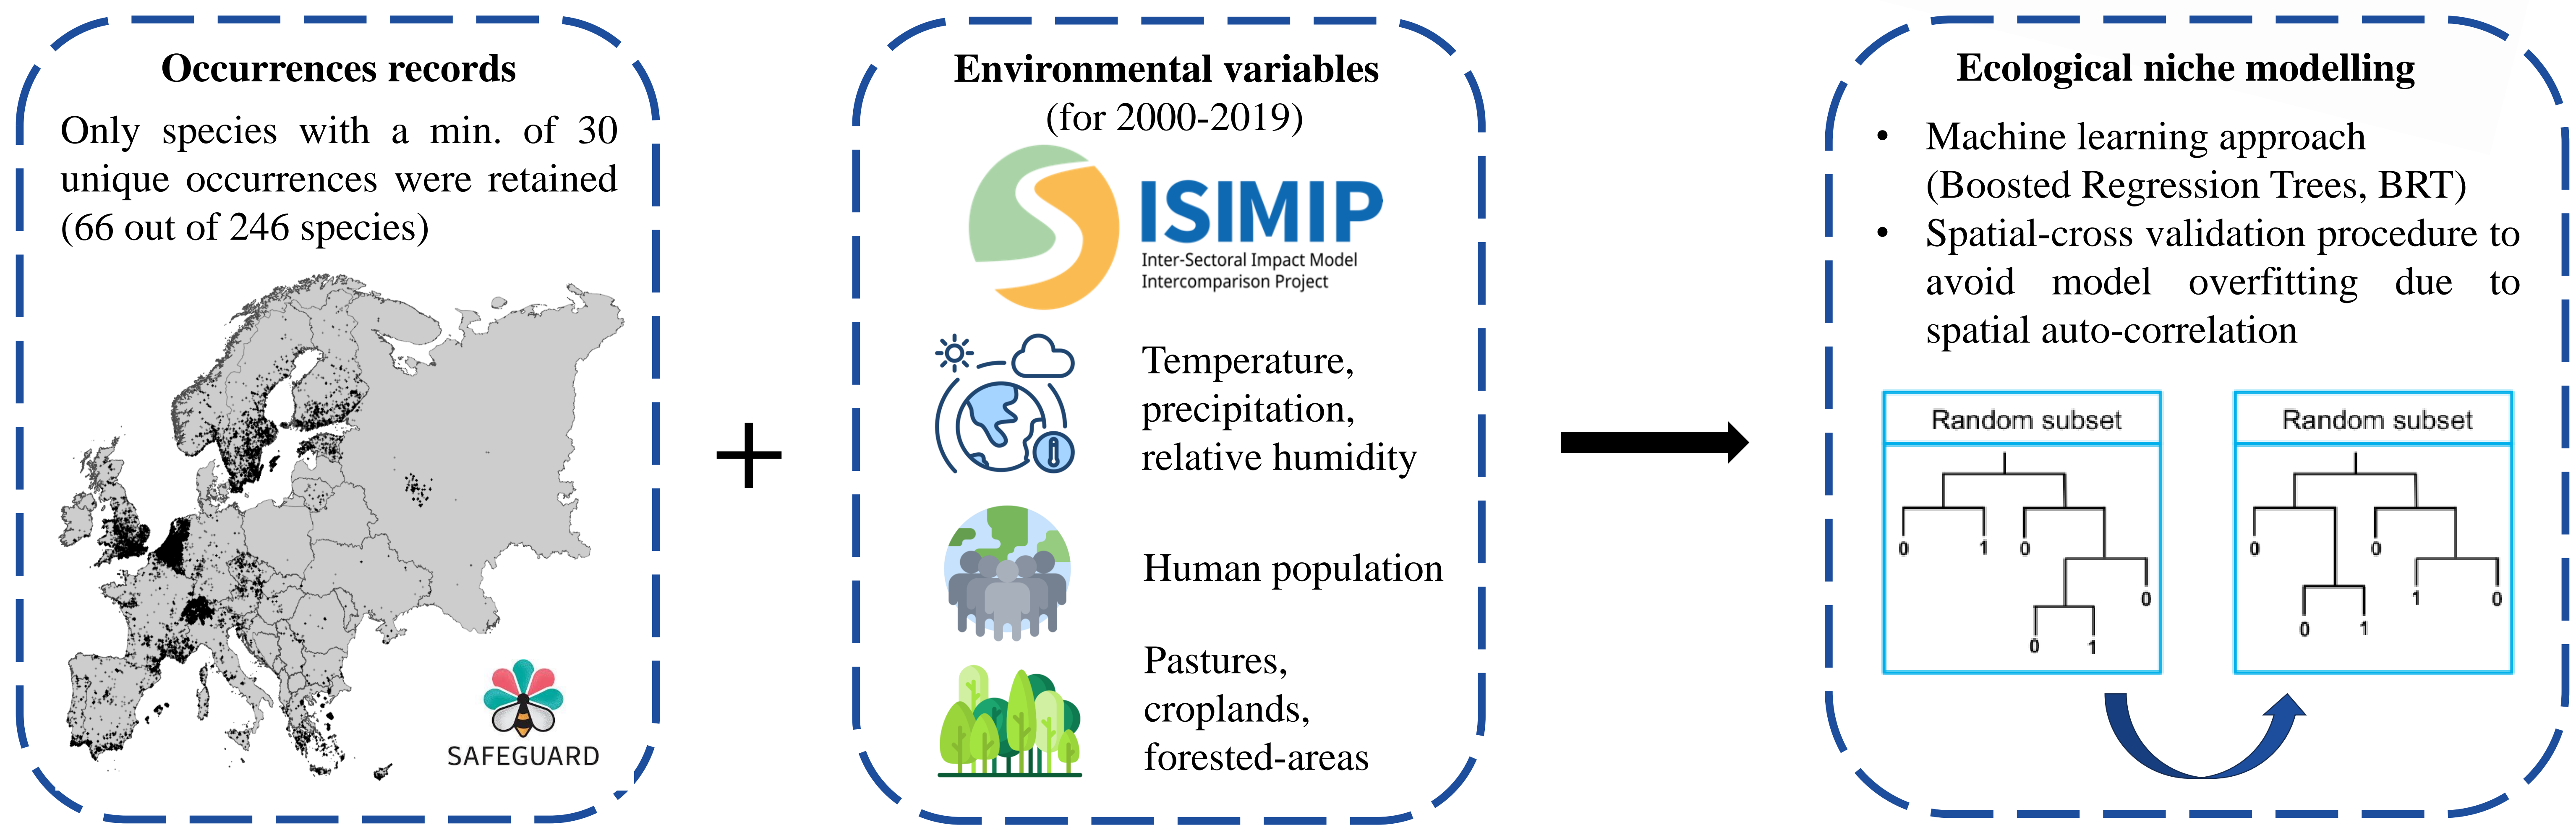 Occurrences records
Only species with a min. of 30
unique occurrences were retained
(66 out of 246 species)
SAFEGUARD
+
Environmental variables
(for 2000-2019)
ISIMIP
Inter-Sectoral Impact Model
Intercomparison Project
Temperature,
precipitation,
relative humidity
Human population
Pastures,
croplands,
forested-areas
Ecological niche modelling
• Machine learning approach
(Boosted Regression Trees, BRT)
• Spatial-cross validation procedure to
avoid model overfitting due to
spatial auto-correlation
Random subset
0 1 0
0
0 1
Random subset
0 0
1 0
0 1